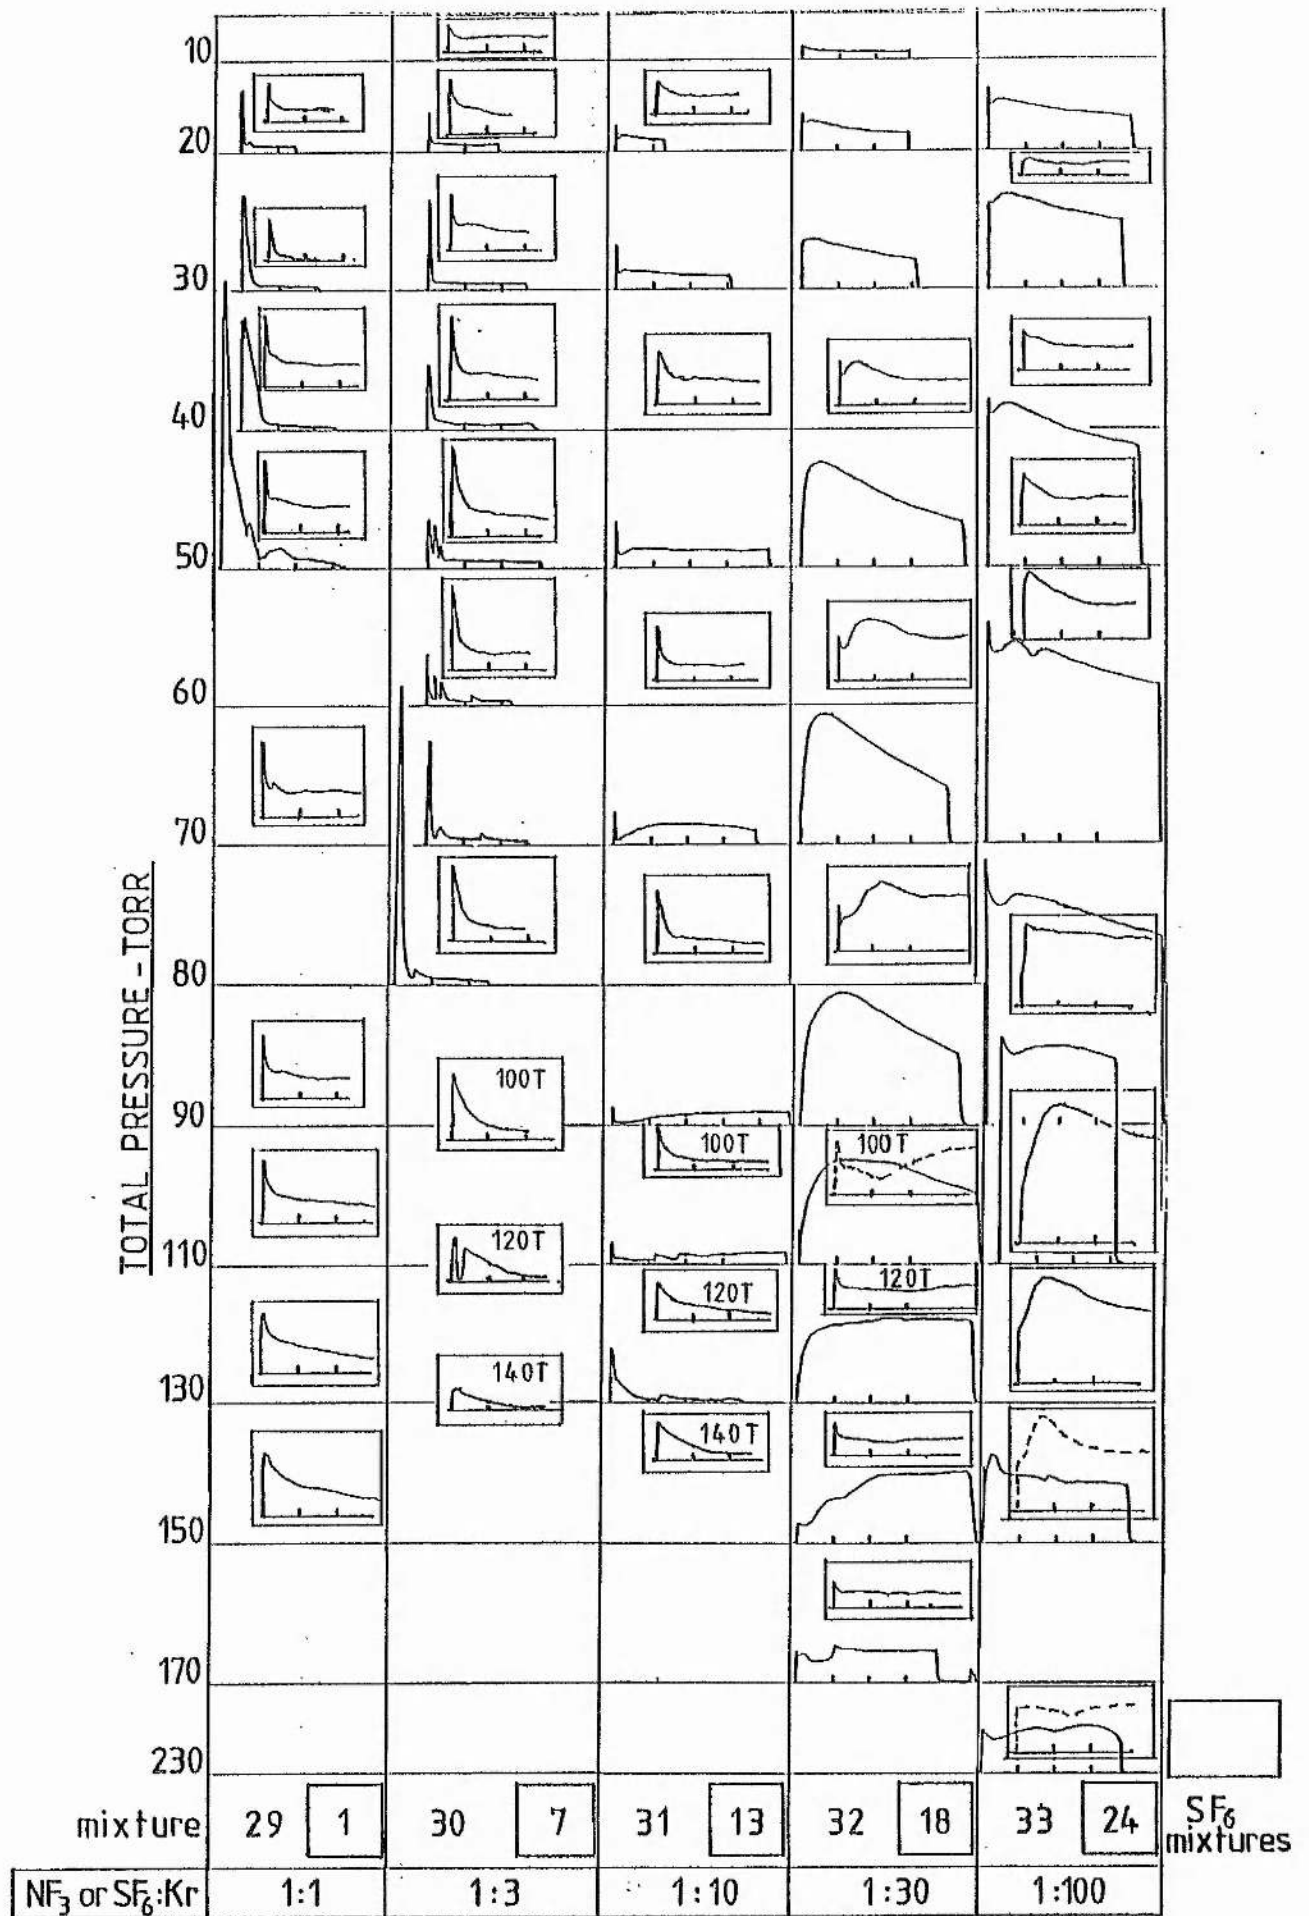 10
20
30
40
50
60
70
80
TOTAL PRESSURE - TORR
100T
90
100T
100T
110
120T
120T
120T
130
140T
140T
150
170
230
mixture 29 1 30 7 31 13 32 18 33 24 SF6 mixtures
NF3 or SF6:Kr 1:1 1:3 1:10 1:30 1:100